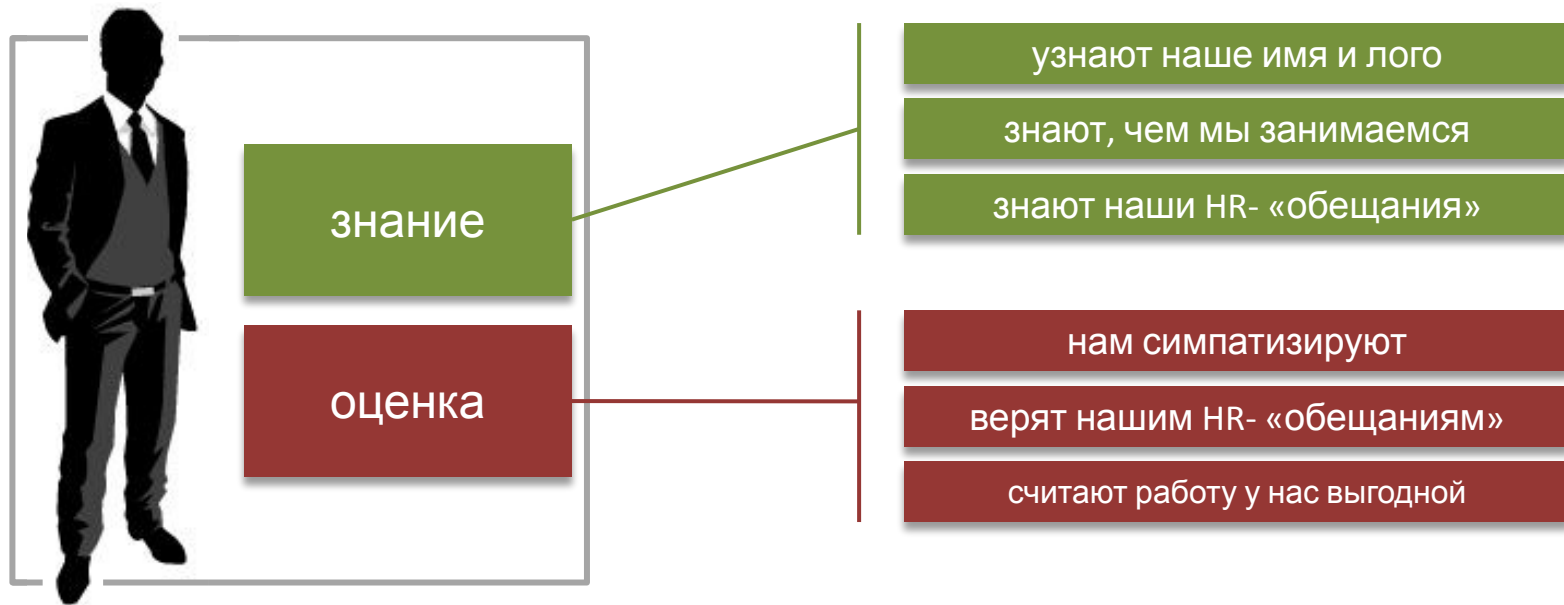 знание
узнают наше имя и лого
знают, чем мы занимаемся
знают наши HR- «обещания»
оценка
нам симпатизируют
верят нашим HR- «обещаниям»
считают работу у нас выгодной